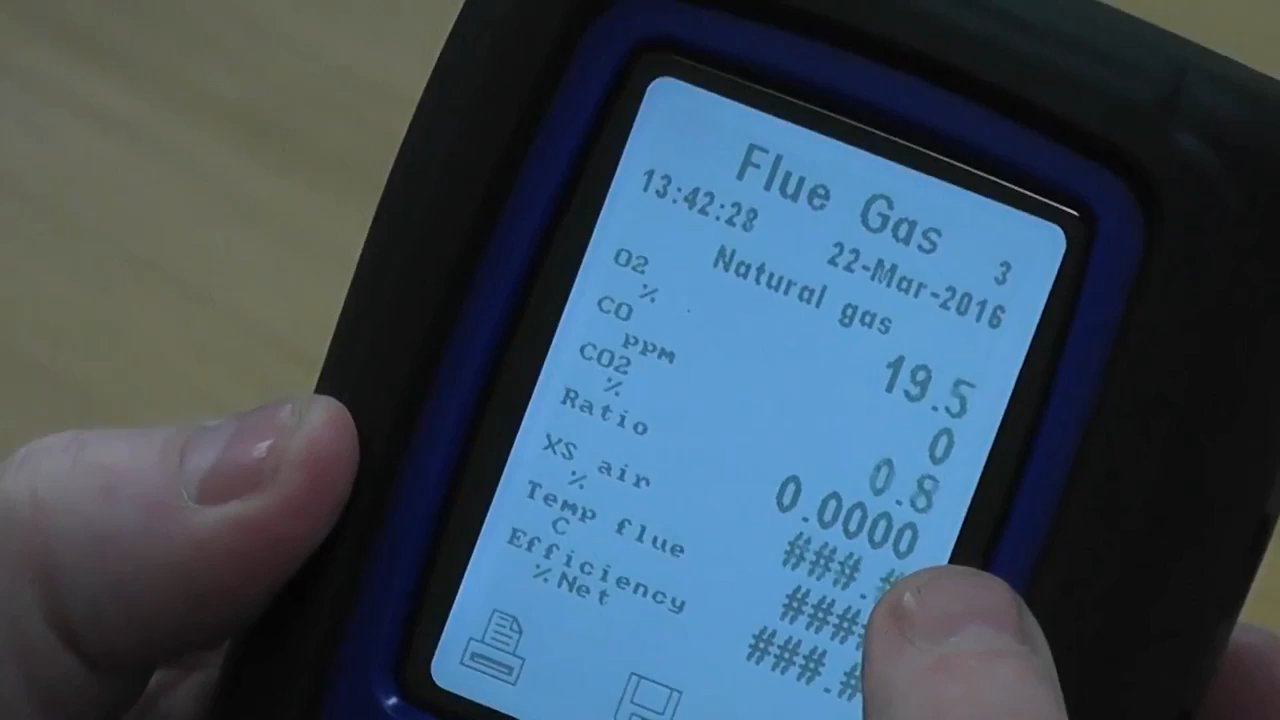 Flue Gas 3
13:42:28 22-Mar-2016
Natural gas
O2 % 19.5
CO ppm 0
CO2 % 0.8
Ratio 0.0000
XS air % ###.#
Temp flue C ####
Efficiency %Net ###.#